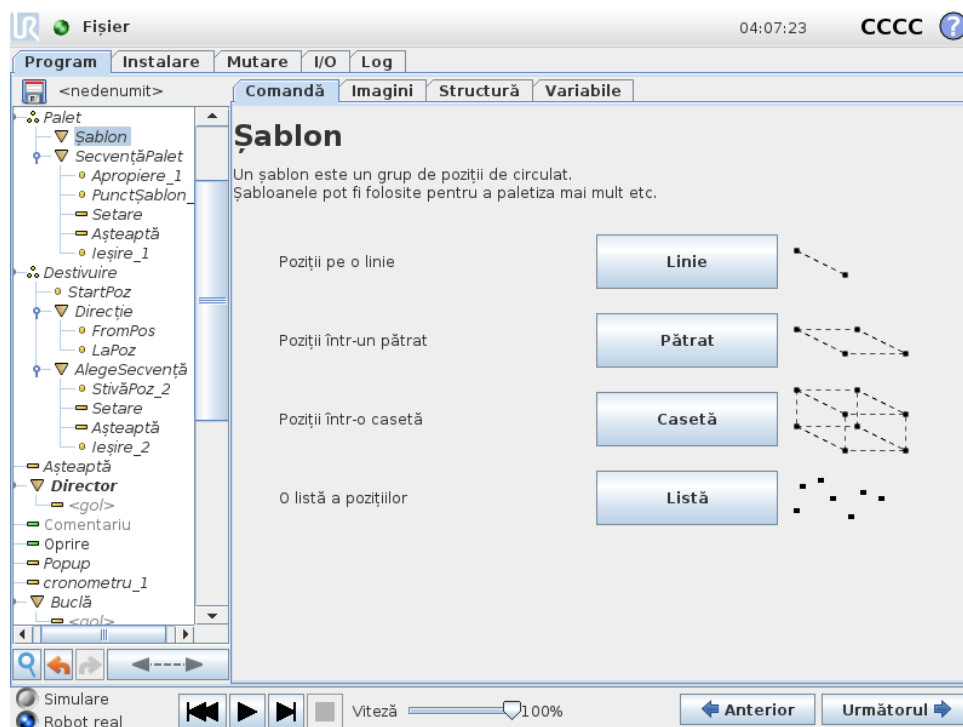 UR Fișier 04:07:23 CCCC ?
Program Instalare Mutare I/O Log
<nedenumit> Comandă Imagini Structură Variabile
Palet
Șablon
SecvențăPalet
Apropiere_1
PunctȘablon_
Setare
Așteaptă
Ieșire_1
Destivuire
StartPoz
Direcție
FromPos
LaPoz
AlegeSecvență
StivăPoz_2
Setare
Așteaptă
Ieșire_2
Așteaptă
Director
<gol>
Comentariu
Oprire
Popup
cronometru_1
Buclă
<gol>
Șablon
Un șablon este un grup de poziții de circulat.
Șabloanele pot fi folosite pentru a paletiza mai mult etc.
Poziții pe o linie Linie
Poziții într-un pătrat Pătrat
Poziții într-o casetă Casetă
O listă a pozițiilor Listă
Simulare
Robot real
Viteză 100% Anterior Următorul